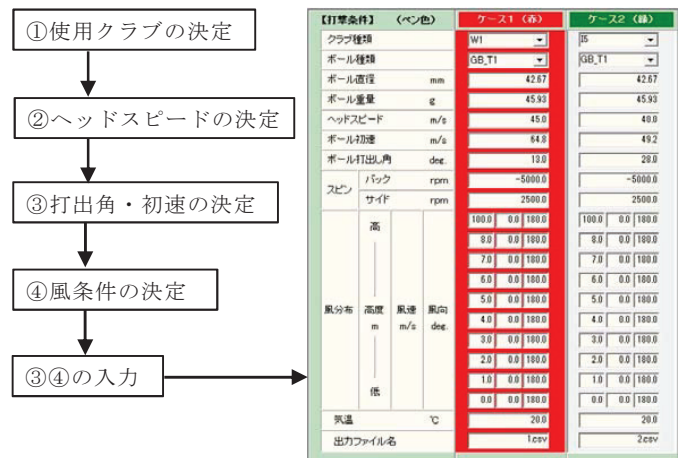 ①使用クラブの決定
②ヘッドスピードの決定
③打出角・初速の決定
④風条件の決定
③④の入力
【打撃条件】 (ペン色) ケース1 (赤) ケース2 (緑)
クラブ種類 W1 I5
ボール種類 GB_T1 GB_T1
ボール直径 mm 42.67 42.67
ボール重量 g 45.93 45.93
ヘッドスピード m/s 45.0 40.0
ボール初速 m/s 64.8 49.2
ボール打出し角 deg. 13.0 28.0
スピン バック rpm -5000.0 -5000.0
サイド rpm 2500.0 2500.0
高 100.0 0.0 180.0 100.0 0.0 180.0
8.0 0.0 180.0 8.0 0.0 180.0
7.0 0.0 180.0 7.0 0.0 180.0
6.0 0.0 180.0 6.0 0.0 180.0
風分布 高度 風速 風向 5.0 0.0 180.0 5.0 0.0 180.0
m m/s deg. 4.0 0.0 180.0 4.0 0.0 180.0
3.0 0.0 180.0 3.0 0.0 180.0
2.0 0.0 180.0 2.0 0.0 180.0
1.0 0.0 180.0 1.0 0.0 180.0
低 0.0 0.0 180.0 0.0 0.0 180.0
気温 ℃ 20.0 20.0
出力ファイル名 1.csv 2.csv